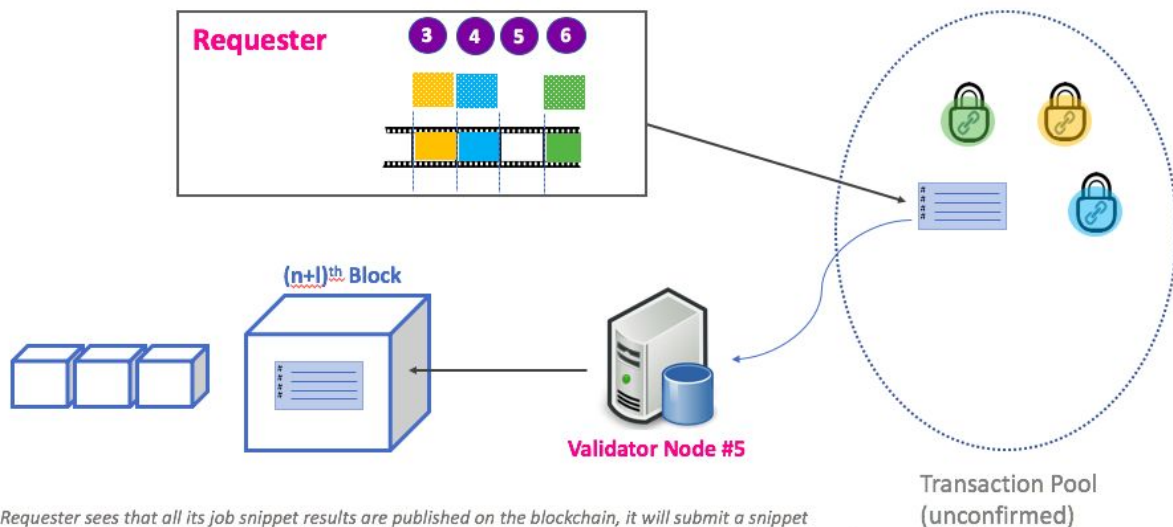 Requester
3 4 5 6
#
#
#
#
(n+l)th Block
#
#
#
#
Validator Node #5
Transaction Pool
(unconfirmed)
Requester sees that all its job snippet results are published on the blockchain, it will submit a snippet